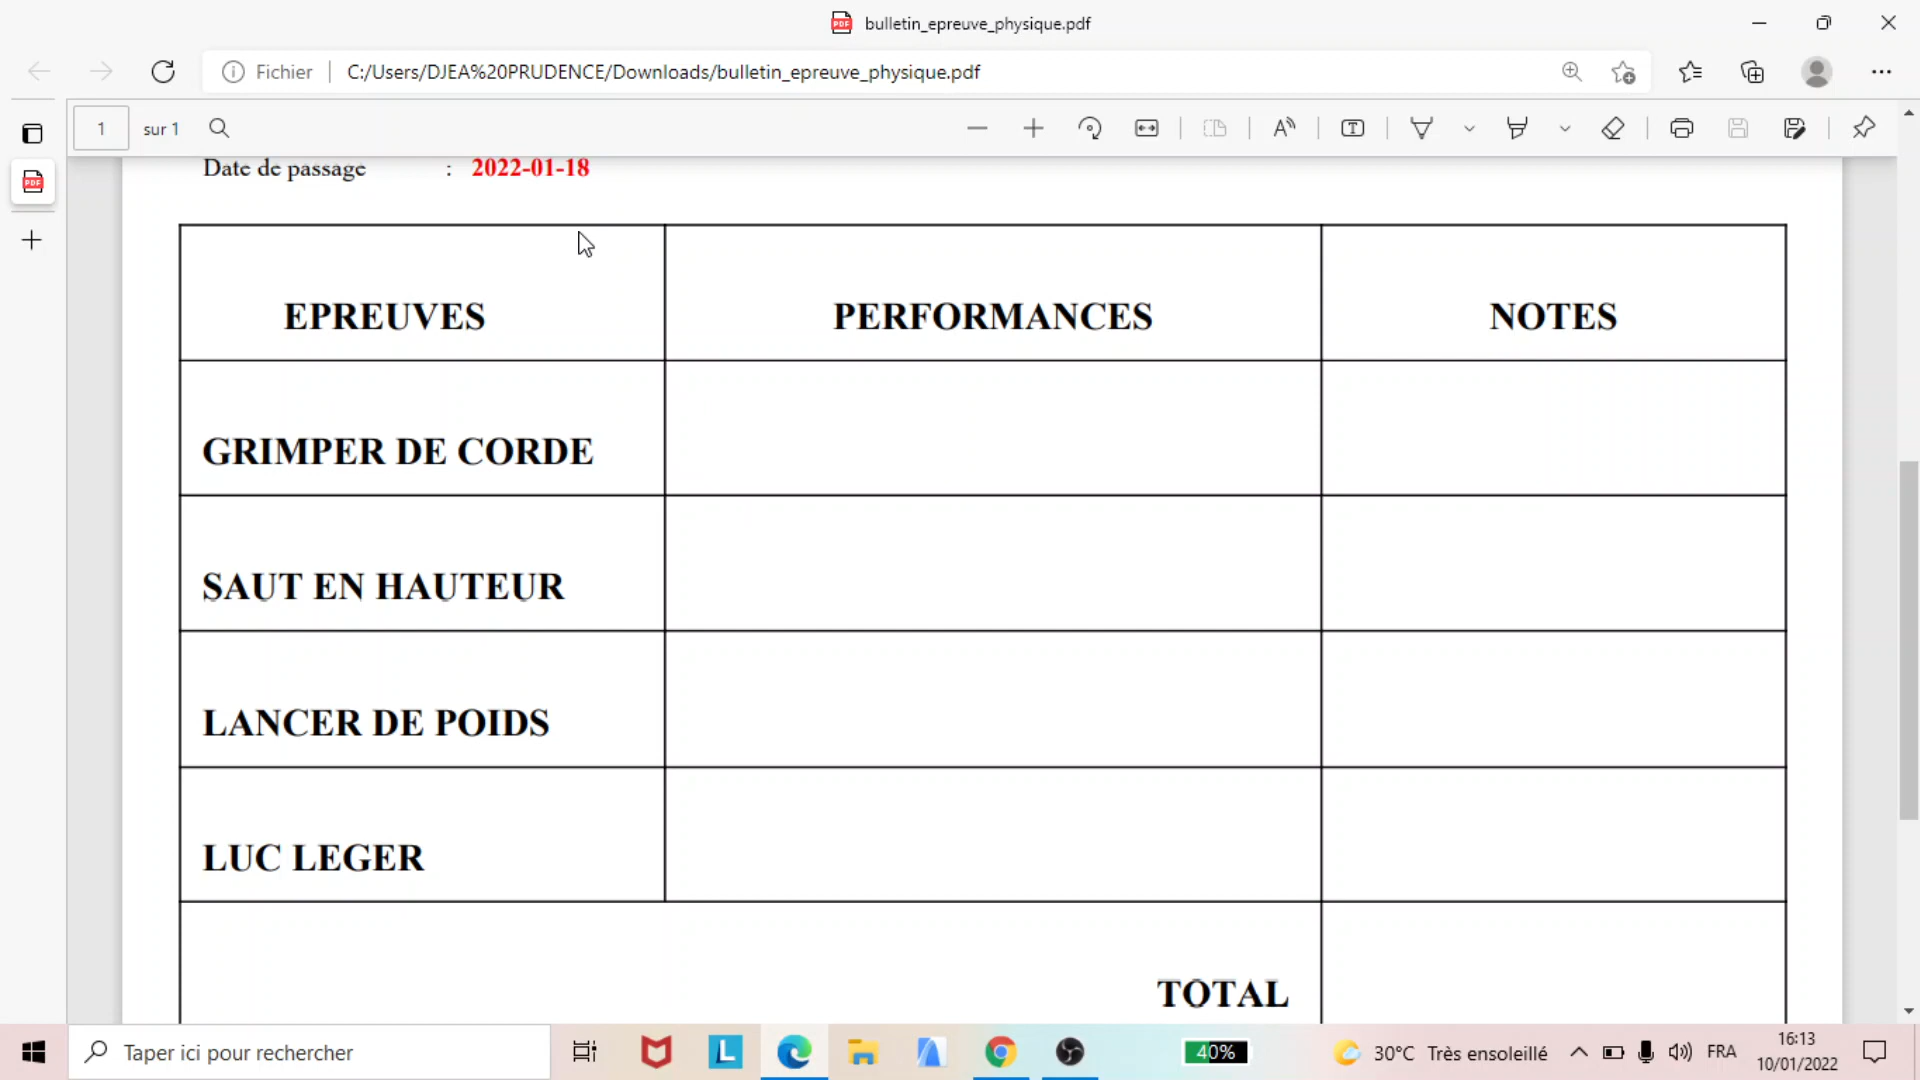 bulletin_epreuve_physique.pdf
Fichier C:/Users/DJEA%20PRUDENCE/Downloads/bulletin_epreuve_physique.pdf
1 sur 1
Date de passage : 2022-01-18
EPREUVES PERFORMANCES NOTES
GRIMPER DE CORDE
SAUT EN HAUTEUR
LANCER DE POIDS
LUC LEGER
TOTAL
Taper ici pour rechercher
40%
30°C Très ensoleillé
FRA
16:13
10/01/2022